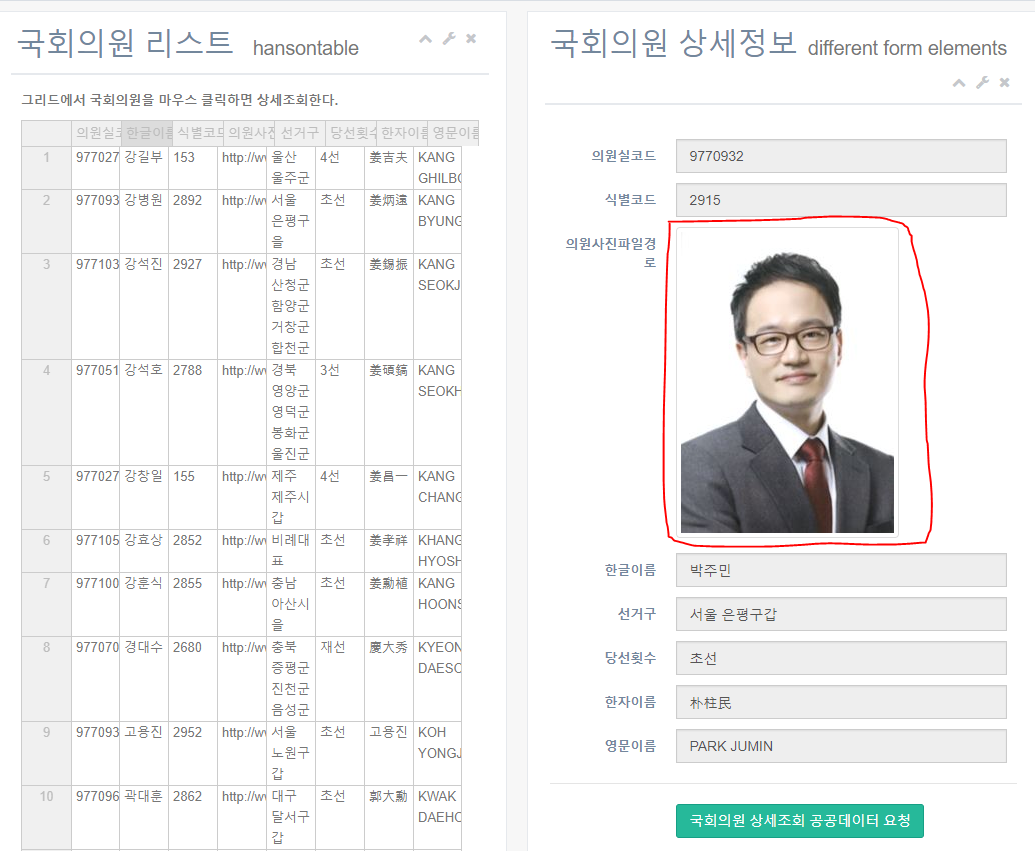 국회의원 리스트 hansontable
그리드에서 국회의원을 마우스 클릭하면 상세조회한다.
의원실코 한글이름 식별코드 의원사진 선거구 당선횟수 한자이름 영문이름
1 977027 강길부 153 http://w 울산 4선 姜吉夫 KANG
울주군 GHILBO
2 977093 강병원 2892 http://w 서울 초선 姜炳遠 KANG
은평구 BYUNG
을
3 977103 강석진 2927 http://w 경남 초선 姜錫振 KANG
산청군 SEOKJ
함양군
거창군
합천군
4 977051 강석호 2788 http://w 경북 3선 姜碩鎬 KANG
영양군 SEOKH
영덕군
봉화군
울진군
5 977027 강창일 155 http://w 제주 4선 姜昌一 KANG
제주시 CHANG
갑
6 977105 강효상 2852 http://w 비례대 초선 姜孝祥 KHANG
표 HYOSH
7 977100 강훈식 2855 http://w 충남 초선 姜勳植 KANG
아산시 HOONS
을
8 977070 경대수 2680 http://w 충북 재선 慶大秀 KYEON
증평군 DAESO
진천군
음성군
9 977093 고용진 2952 http://w 서울 초선 고용진 KOH
노원구 YONGJ
갑
10 977096 곽대훈 2862 http://w 대구 초선 郭大勳 KWAK
달서구 DAEHO
갑
국회의원 상세정보 different form elements
의원실코드 9770932
식별코드 2915
의원사진파일경
로
한글이름 박주민
선거구 서울 은평구갑
당선횟수 초선
한자이름 朴柱民
영문이름 PARK JUMIN
국회의원 상세조회 공공데이터 요청